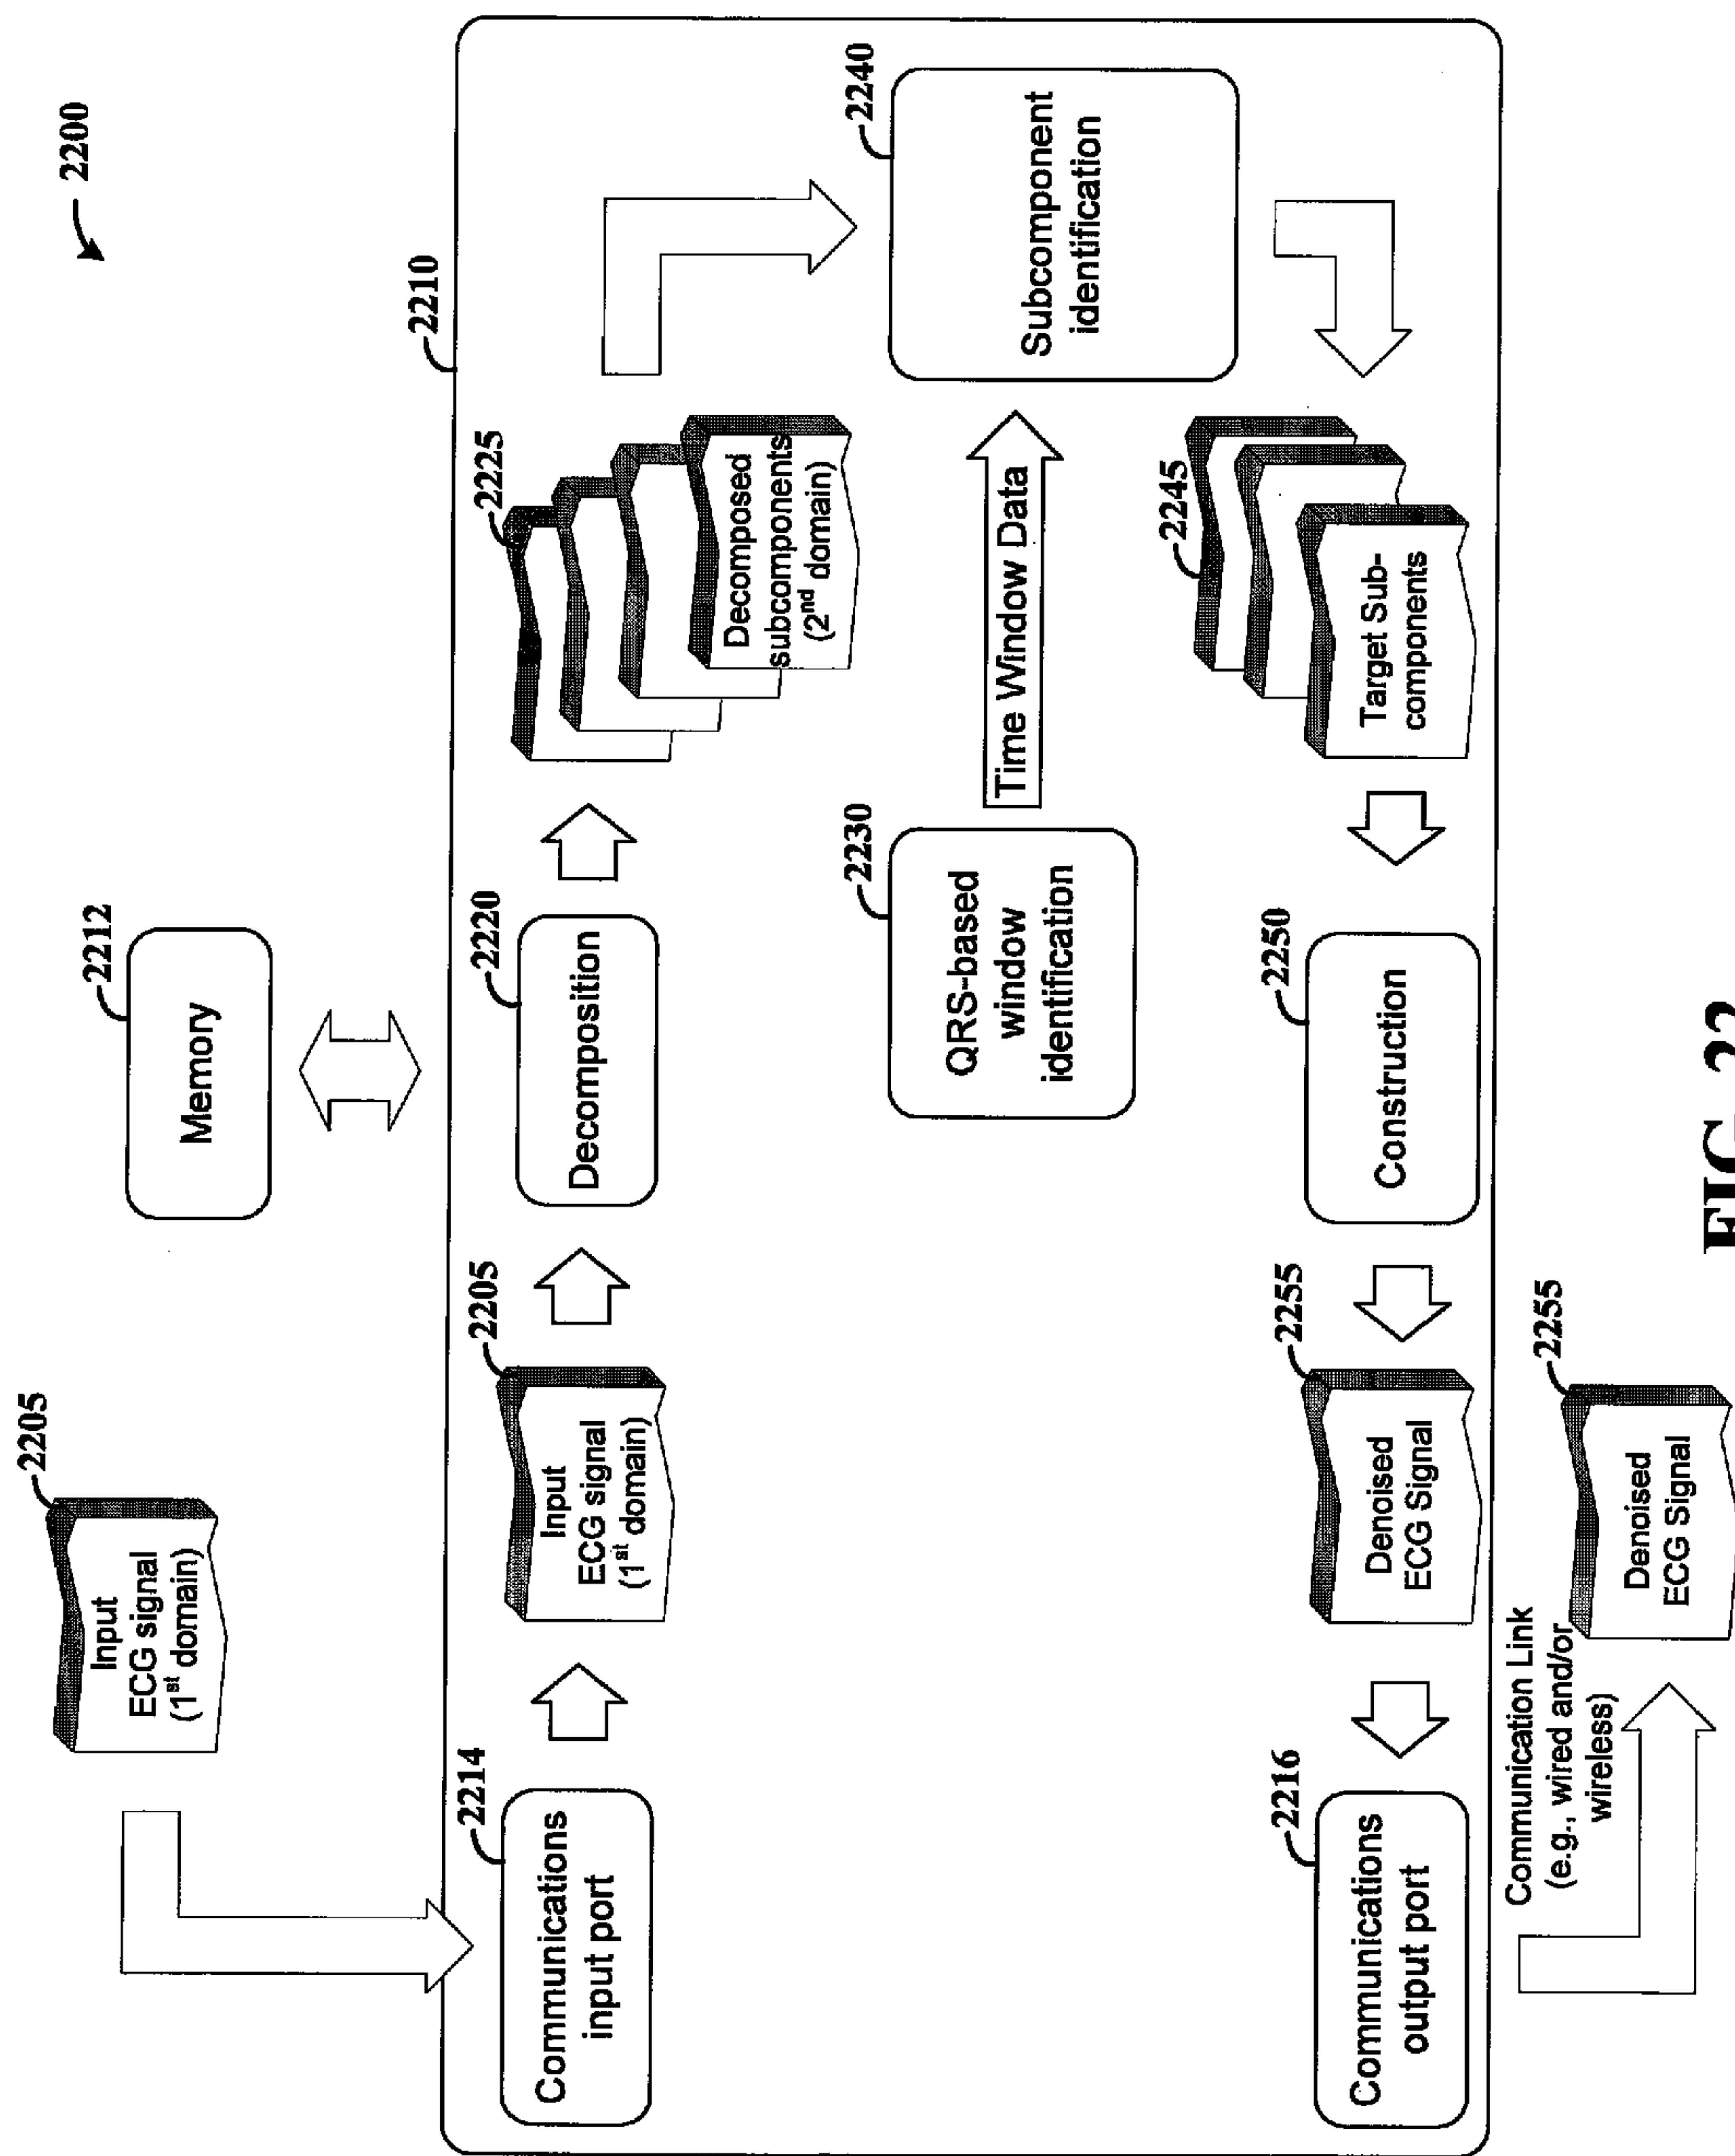 2200
2205
Input
ECG signal
(1st domain)
2212
Memory
2210
2214
Communications
input port
2205
Input
ECG signal
(1st domain)
2220
Decomposition
2225
Decomposed
subcomponents
(2nd domain)
2230
QRS-based
window
identification
Time Window Data
2240
Subcomponent
identification
2245
Target Sub-
components
2250
Construction
2255
Denoised
ECG Signal
2216
Communications
output port
Communication Link
(e.g., wired and/or
wireless)
2255
Denoised
ECG Signal
FIG. 22